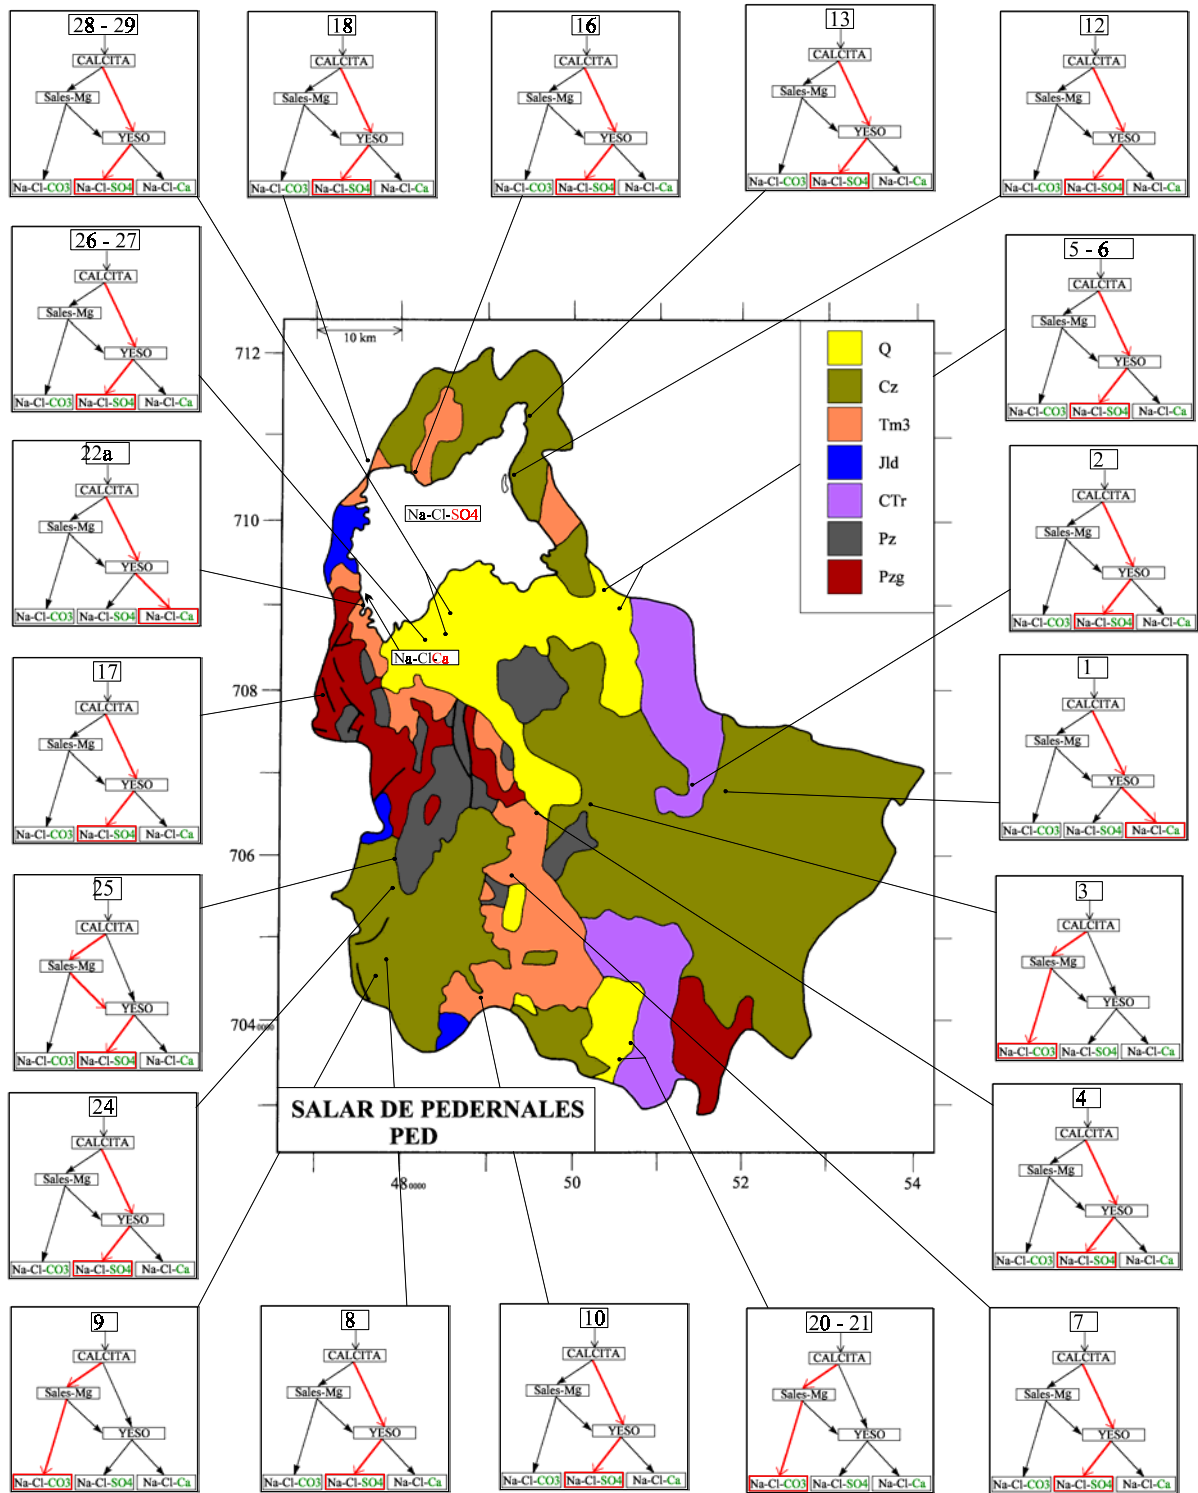 28 - 29
CALCITA
Sales-Mg
YESO
Na-Cl-CO3 Na-Cl-SO4 Na-Cl-Ca
18
CALCITA
Sales-Mg
YESO
Na-Cl-CO3 Na-Cl-SO4 Na-Cl-Ca
16
CALCITA
Sales-Mg
YESO
Na-Cl-CO3 Na-Cl-SO4 Na-Cl-Ca
13
CALCITA
Sales-Mg
YESO
Na-Cl-CO3 Na-Cl-SO4 Na-Cl-Ca
12
CALCITA
Sales-Mg
YESO
Na-Cl-CO3 Na-Cl-SO4 Na-Cl-Ca
26 - 27
CALCITA
Sales-Mg
YESO
Na-Cl-CO3 Na-Cl-SO4 Na-Cl-Ca
5 - 6
CALCITA
Sales-Mg
YESO
Na-Cl-CO3 Na-Cl-SO4 Na-Cl-Ca
22a
CALCITA
Sales-Mg
YESO
Na-Cl-CO3 Na-Cl-SO4 Na-Cl-Ca
2
CALCITA
Sales-Mg
YESO
Na-Cl-CO3 Na-Cl-SO4 Na-Cl-Ca
17
CALCITA
Sales-Mg
YESO
Na-Cl-CO3 Na-Cl-SO4 Na-Cl-Ca
1
CALCITA
Sales-Mg
YESO
Na-Cl-CO3 Na-Cl-SO4 Na-Cl-Ca
25
CALCITA
Sales-Mg
YESO
Na-Cl-CO3 Na-Cl-SO4 Na-Cl-Ca
3
CALCITA
Sales-Mg
YESO
Na-Cl-CO3 Na-Cl-SO4 Na-Cl-Ca
24
CALCITA
Sales-Mg
YESO
Na-Cl-CO3 Na-Cl-SO4 Na-Cl-Ca
4
CALCITA
Sales-Mg
YESO
Na-Cl-CO3 Na-Cl-SO4 Na-Cl-Ca
10 km
712
710
708
706
7040000
Q
Cz
Tm3
Jld
CTr
Pz
Pzg
Na-Cl-SO4
Na-Cl-Ca
SALAR DE PEDERNALES
PED
480000
50
52
54
9
CALCITA
Sales-Mg
YESO
Na-Cl-CO3 Na-Cl-SO4 Na-Cl-Ca
8
CALCITA
Sales-Mg
YESO
Na-Cl-CO3 Na-Cl-SO4 Na-Cl-Ca
10
CALCITA
Sales-Mg
YESO
Na-Cl-CO3 Na-Cl-SO4 Na-Cl-Ca
20 - 21
CALCITA
Sales-Mg
YESO
Na-Cl-CO3 Na-Cl-SO4 Na-Cl-Ca
7
CALCITA
Sales-Mg
YESO
Na-Cl-CO3 Na-Cl-SO4 Na-Cl-Ca